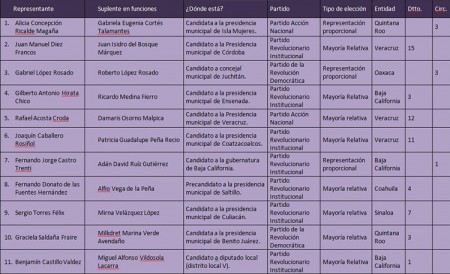 Representante Suplente en funciones ¿Dónde está? Partido Tipo de elección Entidad Dtto. Circ.
1. Alicia Concepción Ricalde Magaña Gabriela Eugenia Cortés Talamantes Candidata a la presidencia municipal de Isla Mujeres. Partido Acción Nacional Representación proporcional Quintana Roo 3
2. Juan Manuel Diez Francos Juan Isidro del Bosque Márquez Candidato a la Presidencia municipal de Córdoba Partido Revolucionario Institucional Mayoría Relativa Veracruz 15
3. Gabriel López Rosado Roberto López Rosado Candidato a concejal municipal de Juchitán. Partido de la Revolución Democrática Representación proporcional Oaxaca 3
4. Gilberto Antonio Hirata Chico Ricardo Medina Fierro Candidato a la presidencia municipal de Ensenada. Partido Revolucionario Institucional Mayoría Relativa Baja California 3
5. Rafael Acosta Croda Damaris Osorno Malpica Candidato a la presidencia municipal de Veracruz. Partido Acción Nacional Mayoría Relativa Veracruz 12
6. Joaquín Caballero Rosiñol Patricia Guadalupe Peña Recio Candidato a la presidencia municipal de Coatzacoalcos. Partido Revolucionario Institucional Mayoría Relativa Veracruz 11
7. Fernando Jorge Castro Trenti Adán David Ruíz Gutiérrez Candidato a la gubernatura de Baja California. Partido Revolucionario Institucional Representación proporcional Baja California 1
8. Fernando Donato de las Fuentes Hernández Alfio Vega de la Peña Precandidato a la presidencia municipal de Saltillo. Partido Revolucionario Institucional Mayoría relativa Coahuila 4
9. Sergio Torres Félix Mirna Velázquez López Candidato a la presidencia municipal de Culiacán. Partido Revolucionario Institucional Mayoría relativa Sinaloa 7
10. Graciela Saldaña Fraire Milldret Marina Verde Avendaño Candidato a la presidencia municipal de Benito Juárez. Partido de la Revolución Democrática Mayoría relativa Quintana Roo 3
11. Benjamín Castillo Valdez Miguel Alfonso Vildosola Lacarra Candidato a diputado local (distrito local V). Partido Revolucionario Institucional Mayoría relativa Baja California 1